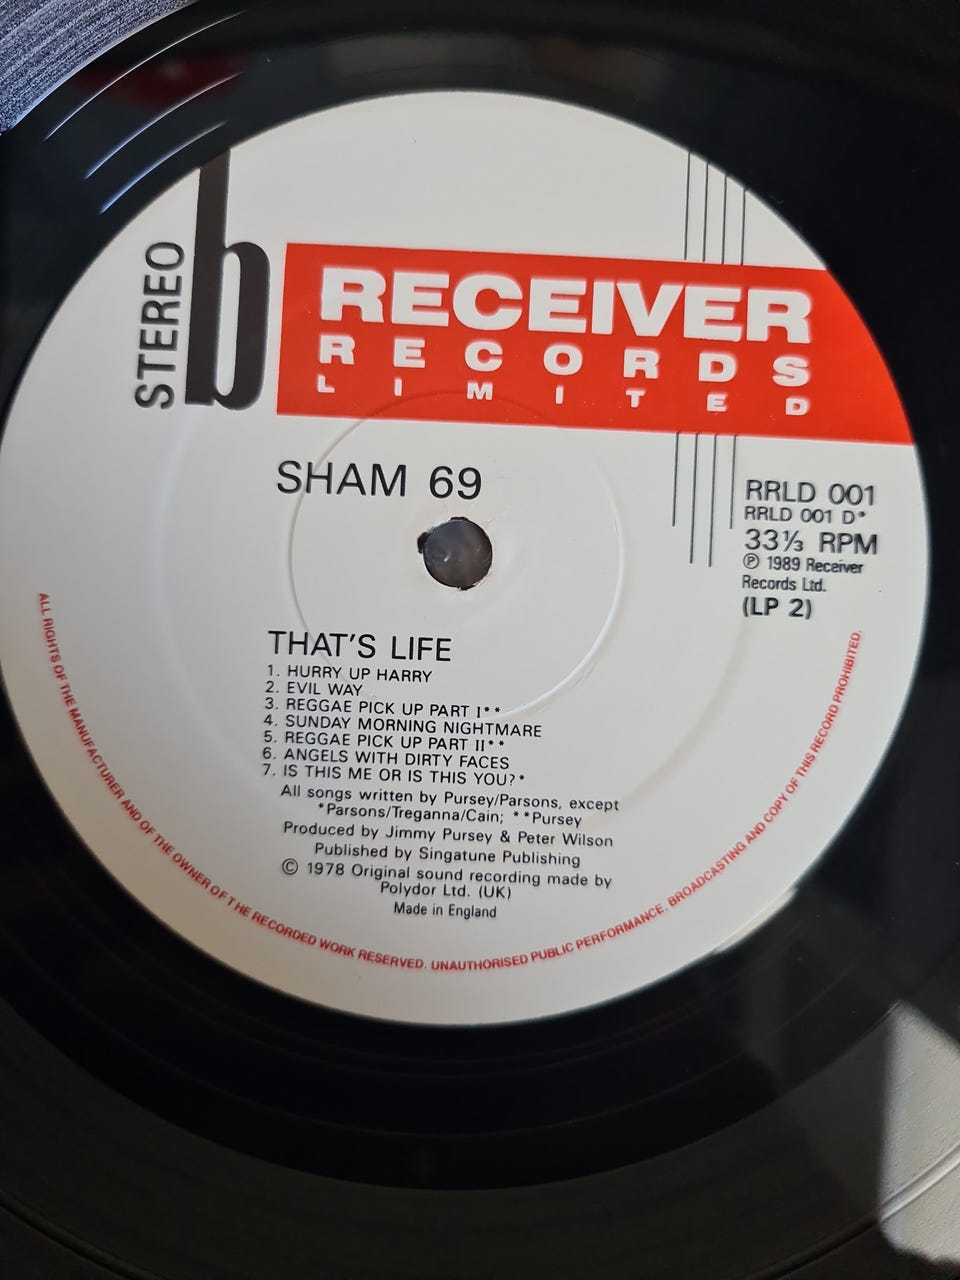 STEREO
b
RECEIVER
RECORDS
LIMITED
SHAM 69
RRLD 001
RRLD 001 D*
33⅓ RPM
℗ 1989 Receiver
Records Ltd.
(LP 2)
THAT'S LIFE
1. HURRY UP HARRY
2. EVIL WAY
3. REGGAE PICK UP PART I**
4. SUNDAY MORNING NIGHTMARE
5. REGGAE PICK UP PART II**
6. ANGELS WITH DIRTY FACES
7. IS THIS ME OR IS THIS YOU?*
All songs written by Pursey/Parsons, except
*Parsons/Treganna/Cain; **Pursey
Produced by Jimmy Pursey & Peter Wilson
Published by Singatune Publishing
© 1978 Original sound recording made by
Polydor Ltd. (UK)
Made in England
ALL RIGHTS OF THE MANUFACTURER AND OF THE OWNER OF THE RECORDED WORK RESERVED. UNAUTHORISED PUBLIC PERFORMANCE, BROADCASTING AND COPY OF THIS RECORD PROHIBITED.